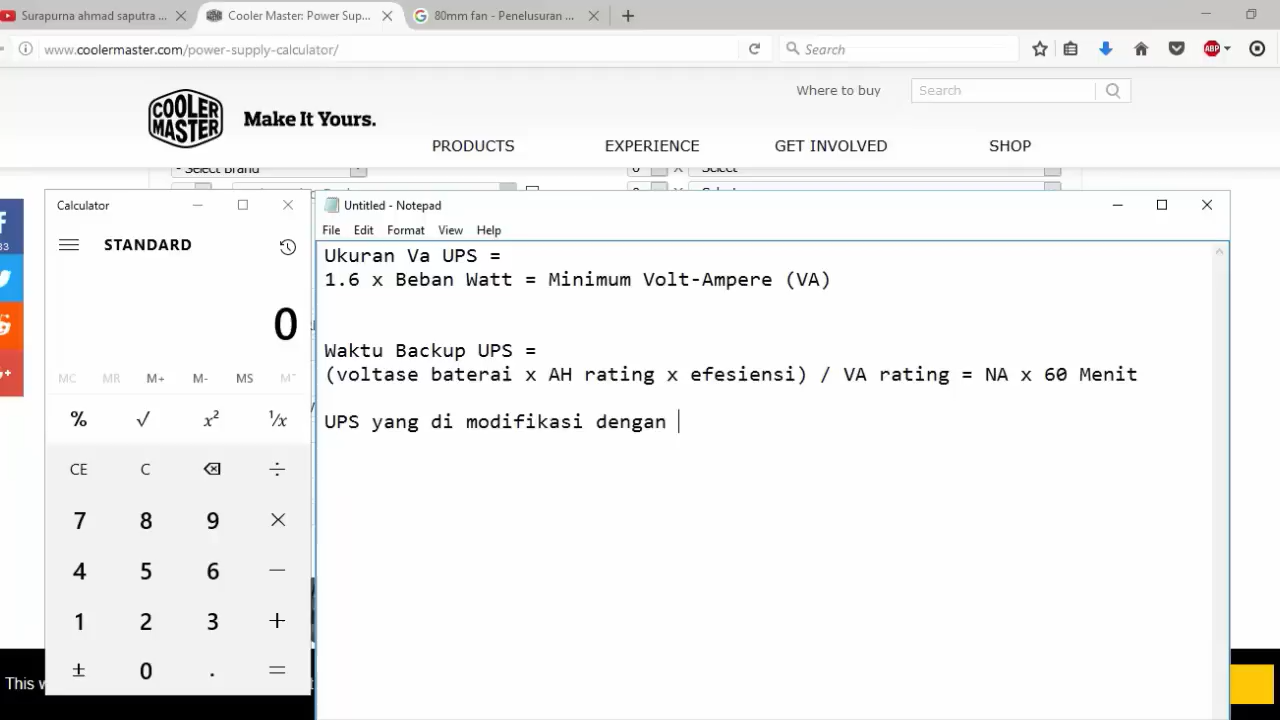 Surapurna ahmad saputra
Cooler Master: Power Sup...
80mm fan - Penelusuran ...
www.coolermaster.com/power-supply-calculator/
Search
ABP
Where to buy
Search
COOLER MASTER
Make It Yours.
PRODUCTS
EXPERIENCE
GET INVOLVED
SHOP
- Select Brand
Calculator
STANDARD
0
MC MR M+ M- MS M˅
% √ x² ¹/x
CE C ÷
7 8 9 ×
4 5 6 −
1 2 3 +
± 0 . =
Untitled - Notepad
File Edit Format View Help
Ukuran Va UPS =
1.6 x Beban Watt = Minimum Volt-Ampere (VA)
Waktu Backup UPS =
(voltase baterai x AH rating x efesiensi) / VA rating = NA x 60 Menit
UPS yang di modifikasi dengan
This w